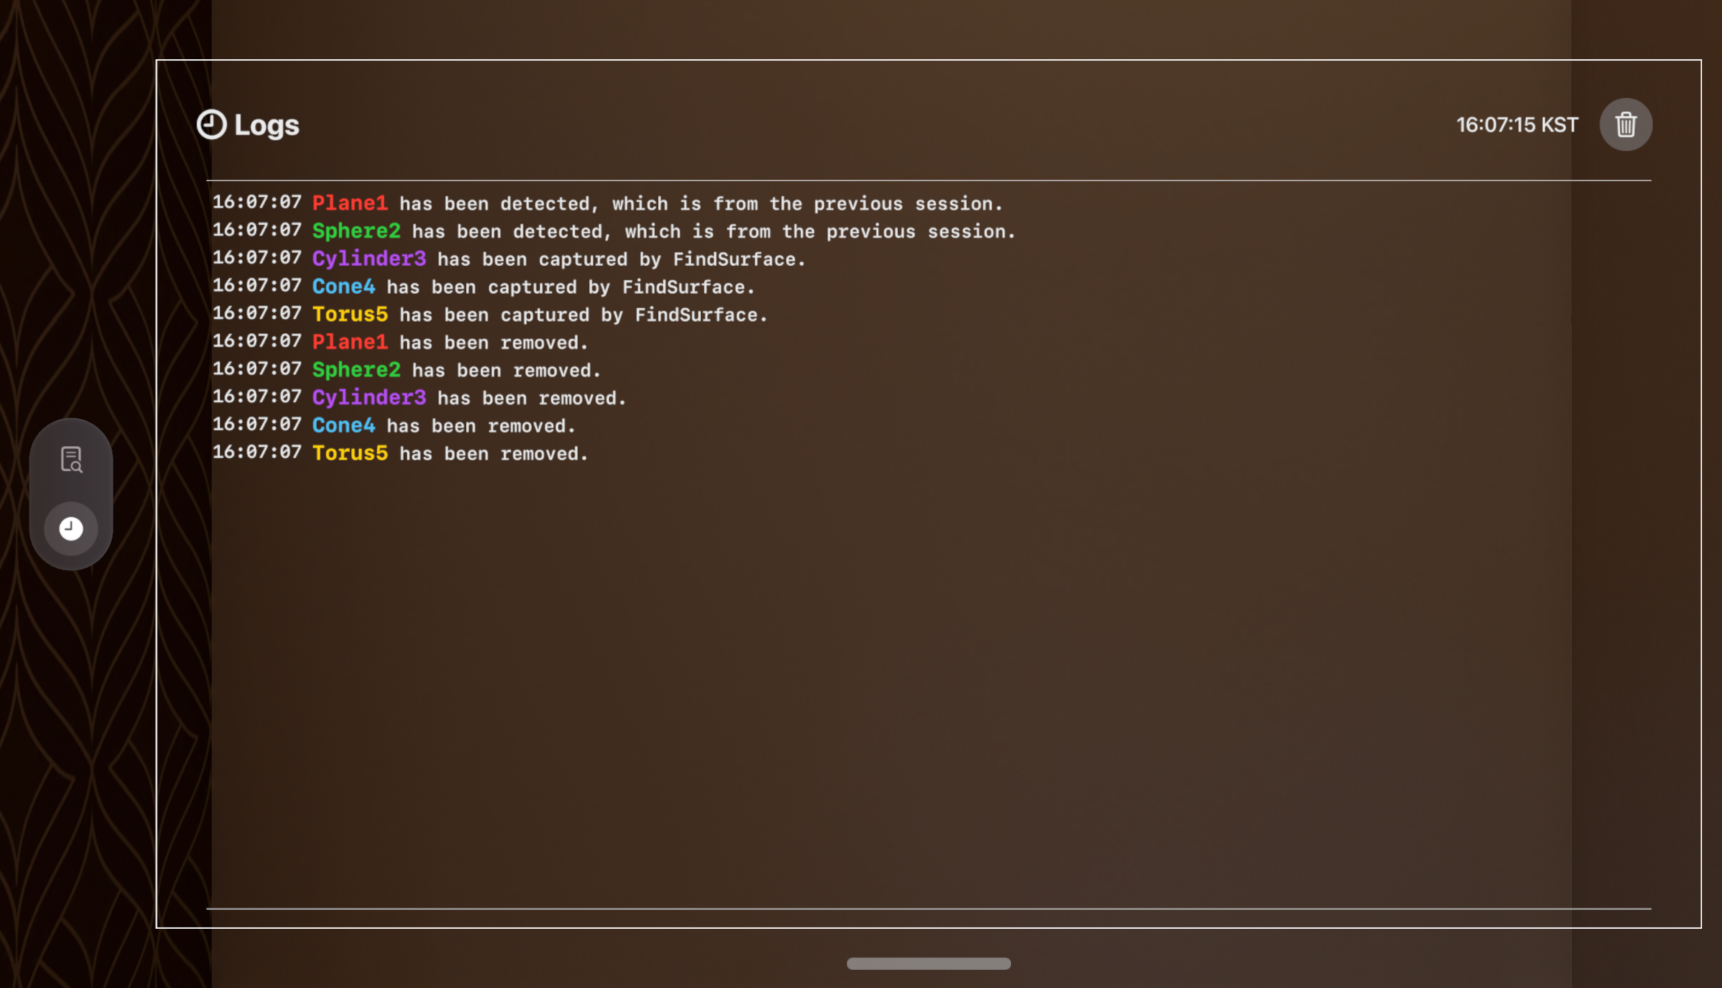 Logs
16:07:15 KST
16:07:07 Plane1 has been detected, which is from the previous session.
16:07:07 Sphere2 has been detected, which is from the previous session.
16:07:07 Cylinder3 has been captured by FindSurface.
16:07:07 Cone4 has been captured by FindSurface.
16:07:07 Torus5 has been captured by FindSurface.
16:07:07 Plane1 has been removed.
16:07:07 Sphere2 has been removed.
16:07:07 Cylinder3 has been removed.
16:07:07 Cone4 has been removed.
16:07:07 Torus5 has been removed.